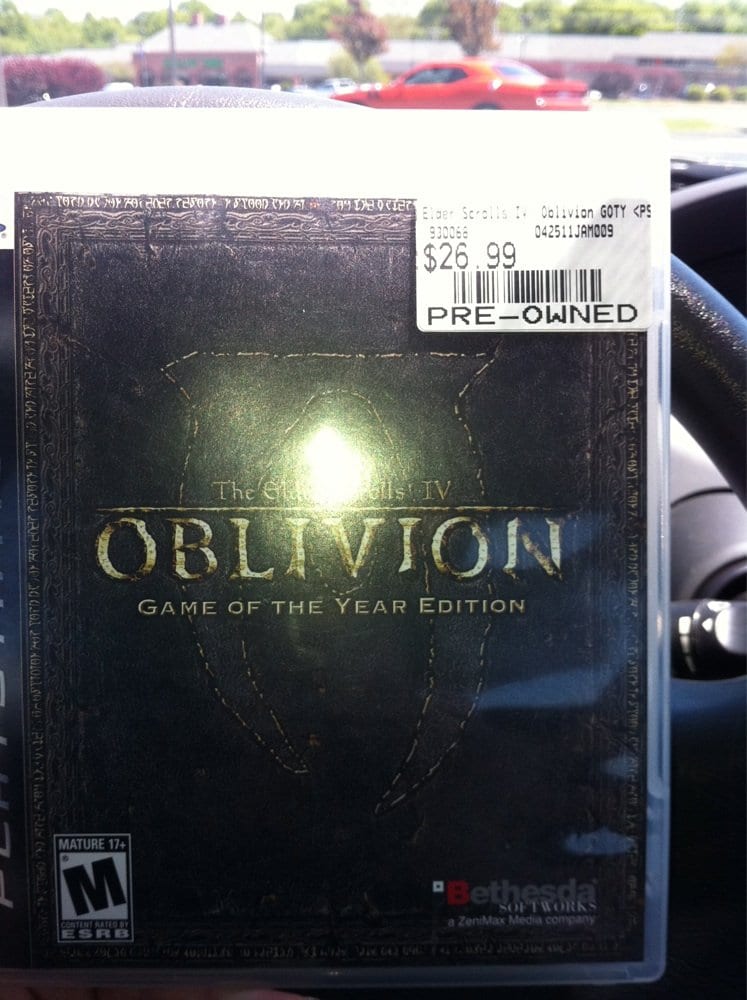 Elder Scrolls IV Oblivion GOTY <PS
930068 042511JAM009
$26.99
PRE-OWNED
The Elder Scrolls IV
OBLIVION
GAME OF THE YEAR EDITION
MATURE 17+
M
CONTENT RATED BY
ESRB
Bethesda
SOFTWORKS
a ZeniMax Media company